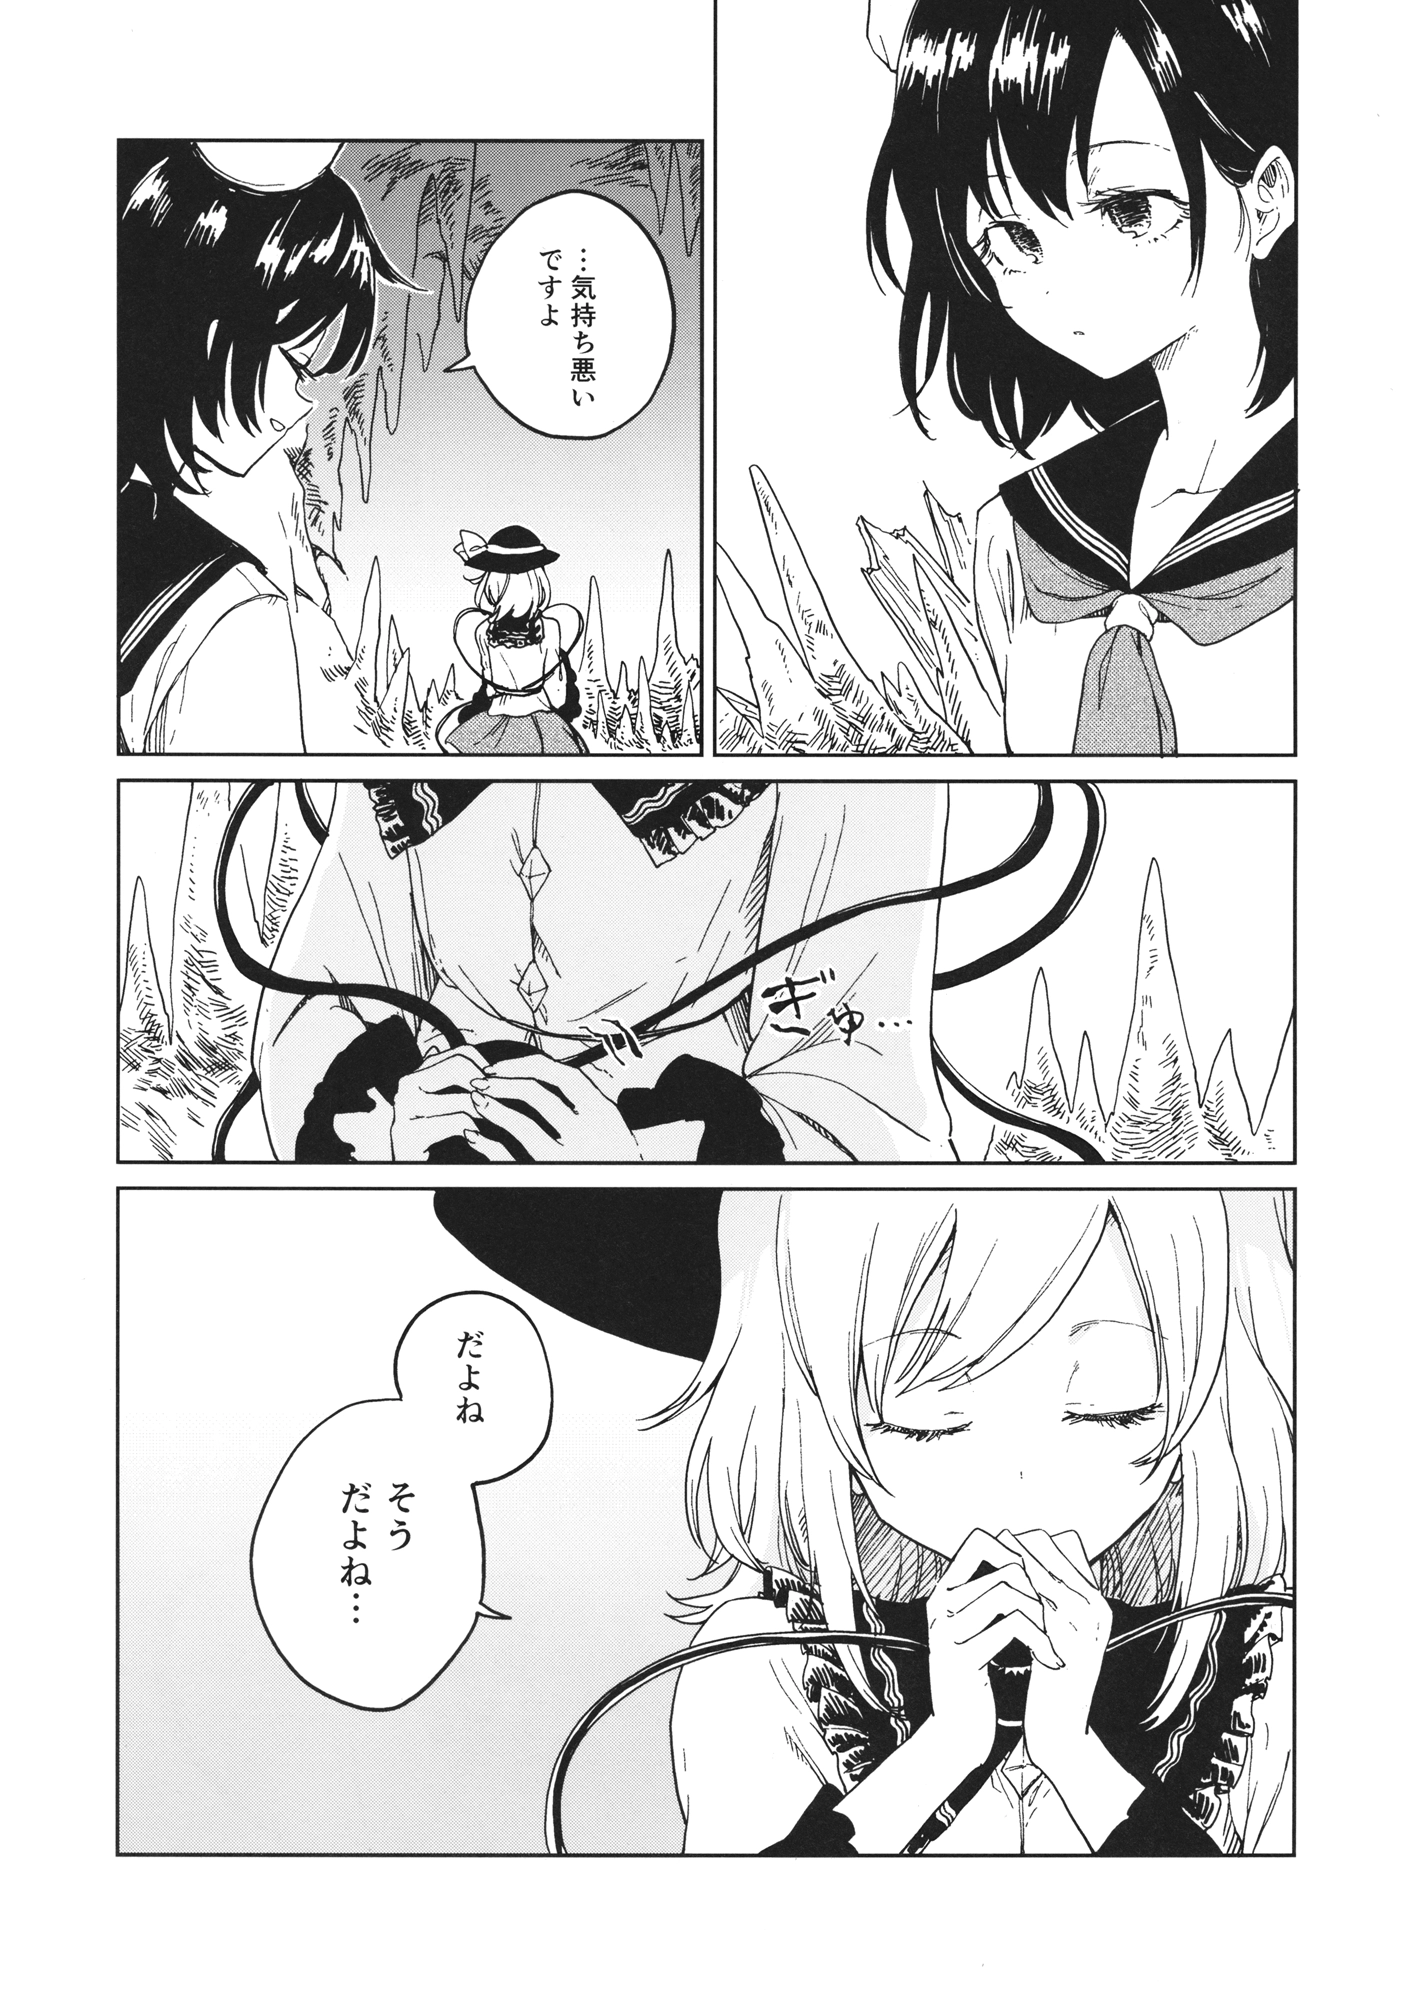 …気持ち悪い
ですよ
ぎゅ…
だよね
そう
だよね…